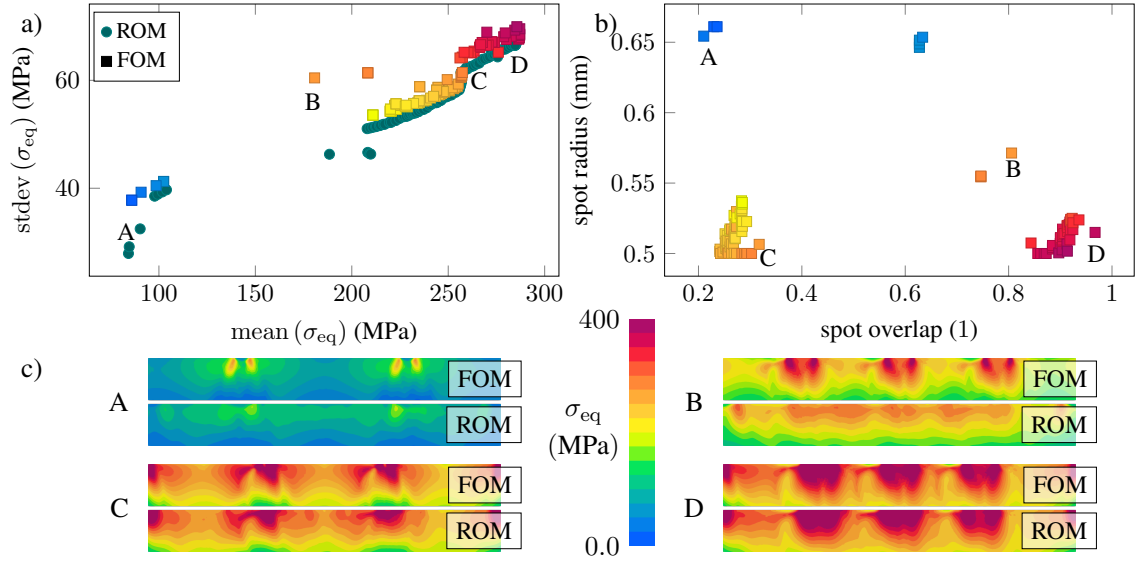 a)
ROM
FOM
60
40
100
150
200
250
300
stdev (σeq) (MPa)
mean (σeq) (MPa)
A
B
C
D
b)
0.65
0.6
0.55
0.5
0.2
0.4
0.6
0.8
1
spot radius (mm)
spot overlap (1)
A
B
C
D
c)
A
FOM
ROM
C
FOM
ROM
400
σeq
(MPa)
0.0
B
FOM
ROM
D
FOM
ROM